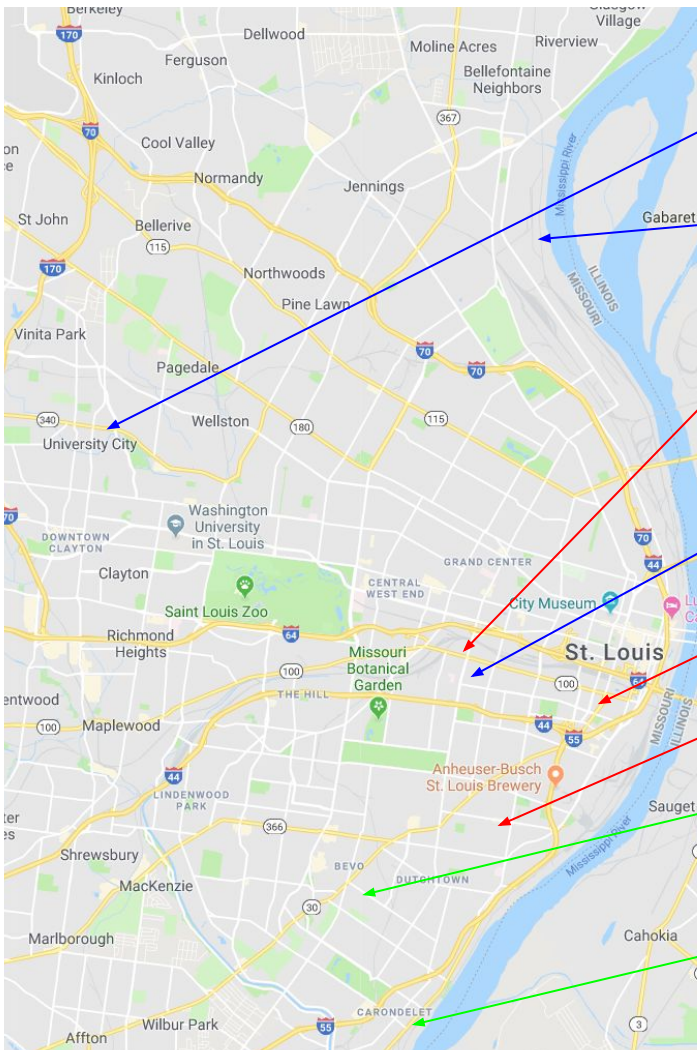 Berkeley
Glasgow
Village
170
Dellwood
Riverview
Moline Acres
Ferguson
Kinloch
Bellefontaine
Neighbors
367
70
Cool Valley
Mississippi River
Normandy
Jennings
St John
Gabaret
Bellerive
115
170
Northwoods
ILLINOIS
MISSOURI
Pine Lawn
Vinita Park
70
Pagedale
70
340
Wellston
115
180
University City
Washington
University
in St. Louis
70
DOWNTOWN
CLAYTON
70
44
GRAND CENTER
Clayton
CENTRAL
WEST END
City Museum
Saint Louis Zoo
64
Richmond
Heights
Missouri
Botanical
Garden
St. Louis
100
100
64
THE HILL
MISSOURI
ILLINOIS
100
Maplewood
44
55
44
Anheuser-Busch
St. Louis Brewery
LINDENWOOD
PARK
Sauget
366
Mississippi River
Shrewsbury
BEVO
MacKenzie
DUTCHTOWN
30
Marlborough
Cahokia
CARONDELET
Wilbur Park
55
3
Affton